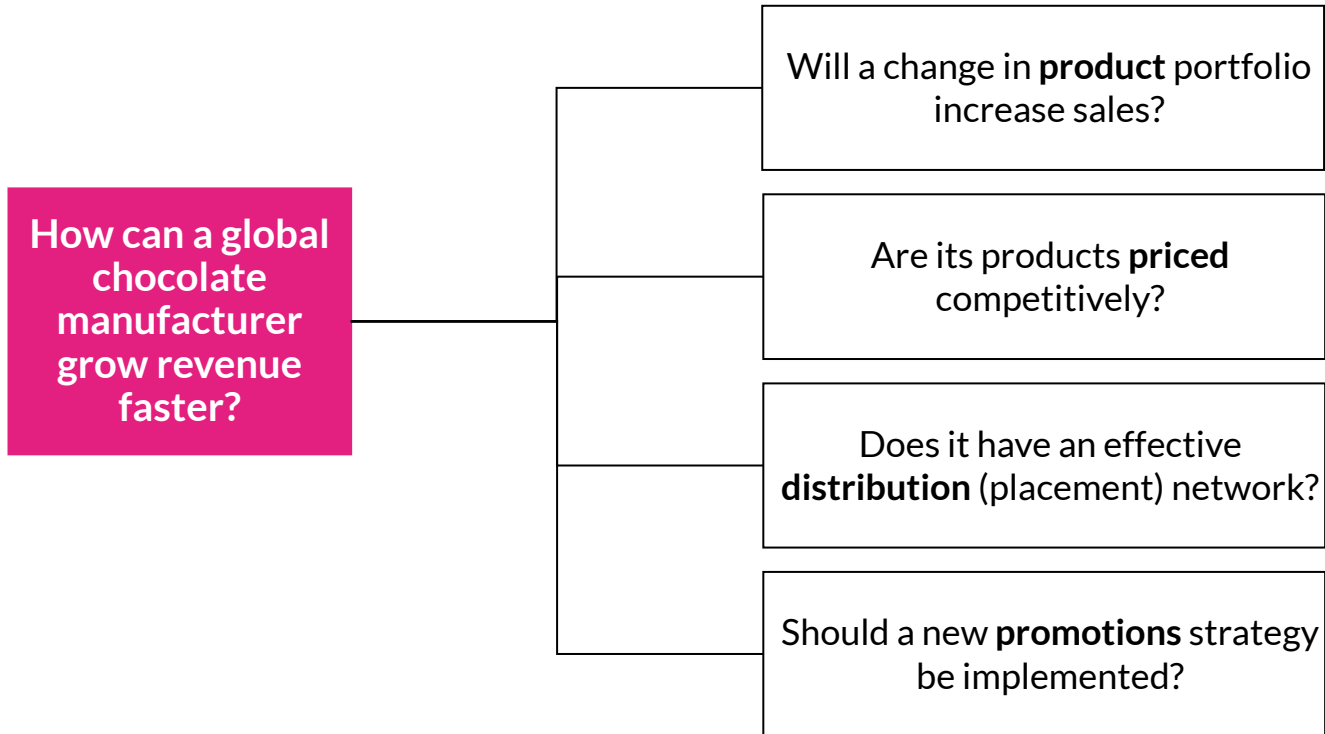 How can a global
chocolate
manufacturer
grow revenue
faster?
Will a change in product portfolio
increase sales?
Are its products priced
competitively?
Does it have an effective
distribution (placement) network?
Should a new promotions strategy
be implemented?